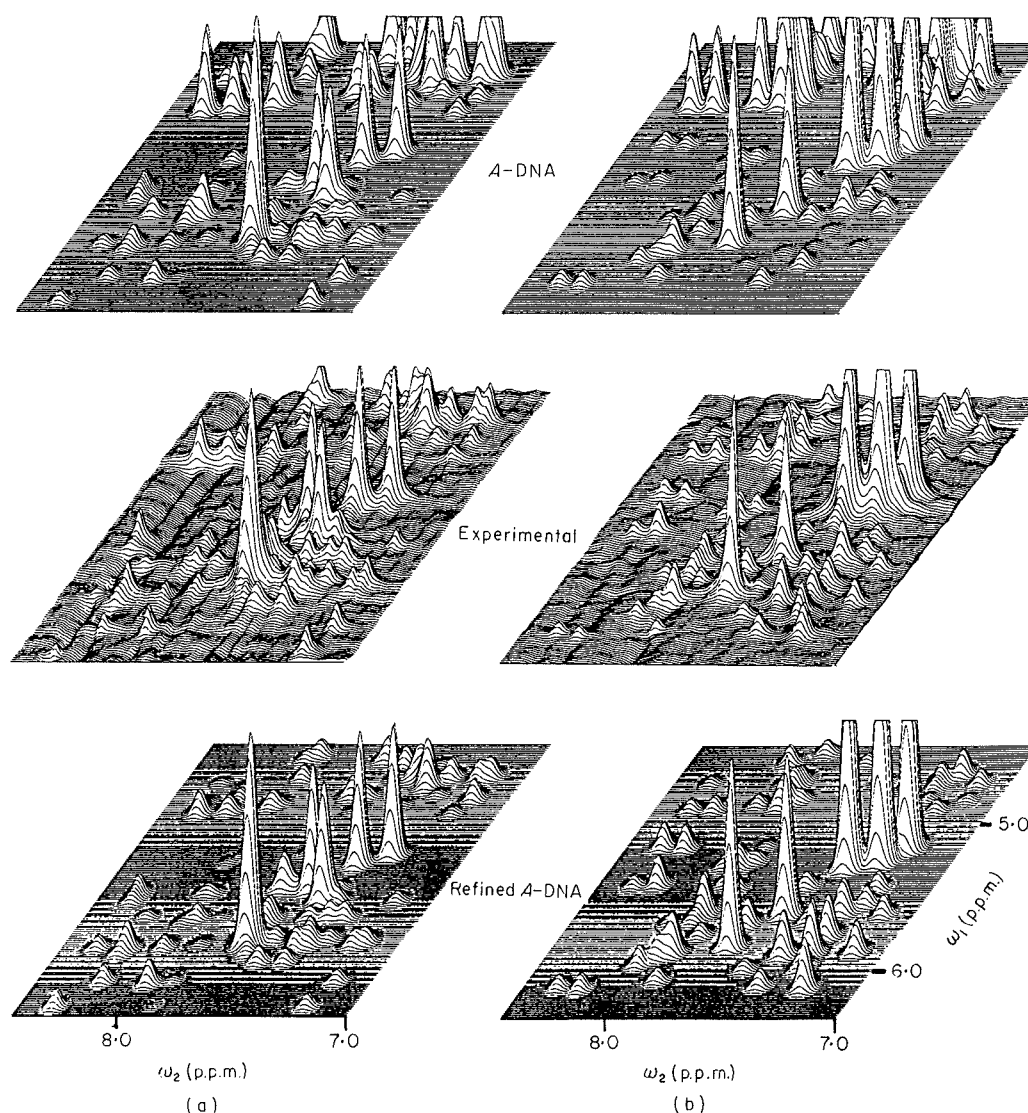 A-DNA
Experimental
Refined A-DNA
5·0
6·0
ω₁ (p.p.m.)
8·0 7·0 8·0 7·0
ω₂ (p.p.m.) ω₂ (p.p.m.)
(a) (b)